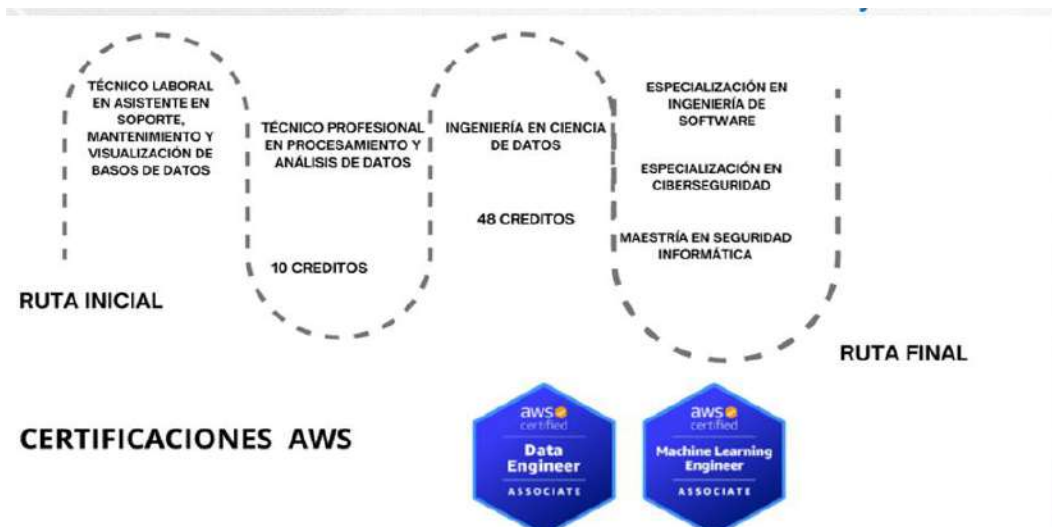 TÉCNICO LABORAL
EN ASISTENTE EN
SOPORTE,
MANTENIMIENTO Y
VISUALIZACIÓN DE
BASOS DE DATOS
TÉCNICO PROFESIONAL
EN PROCESAMIENTO Y
ANÁLISIS DE DATOS
10 CREDITOS
INGENIERÍA EN CIENCIA
DE DATOS
48 CREDITOS
ESPECIALIZACIÓN EN
INGENIERÍA DE
SOFTWARE
ESPECIALIZACIÓN EN
CIBERSEGURIDAD
MAESTRÍA EN SEGURIDAD
INFORMÁTICA
RUTA INICIAL
RUTA FINAL
CERTIFICACIONES AWS
aws
certified
Data
Engineer
ASSOCIATE
aws
certified
Machine Learning
Engineer
ASSOCIATE